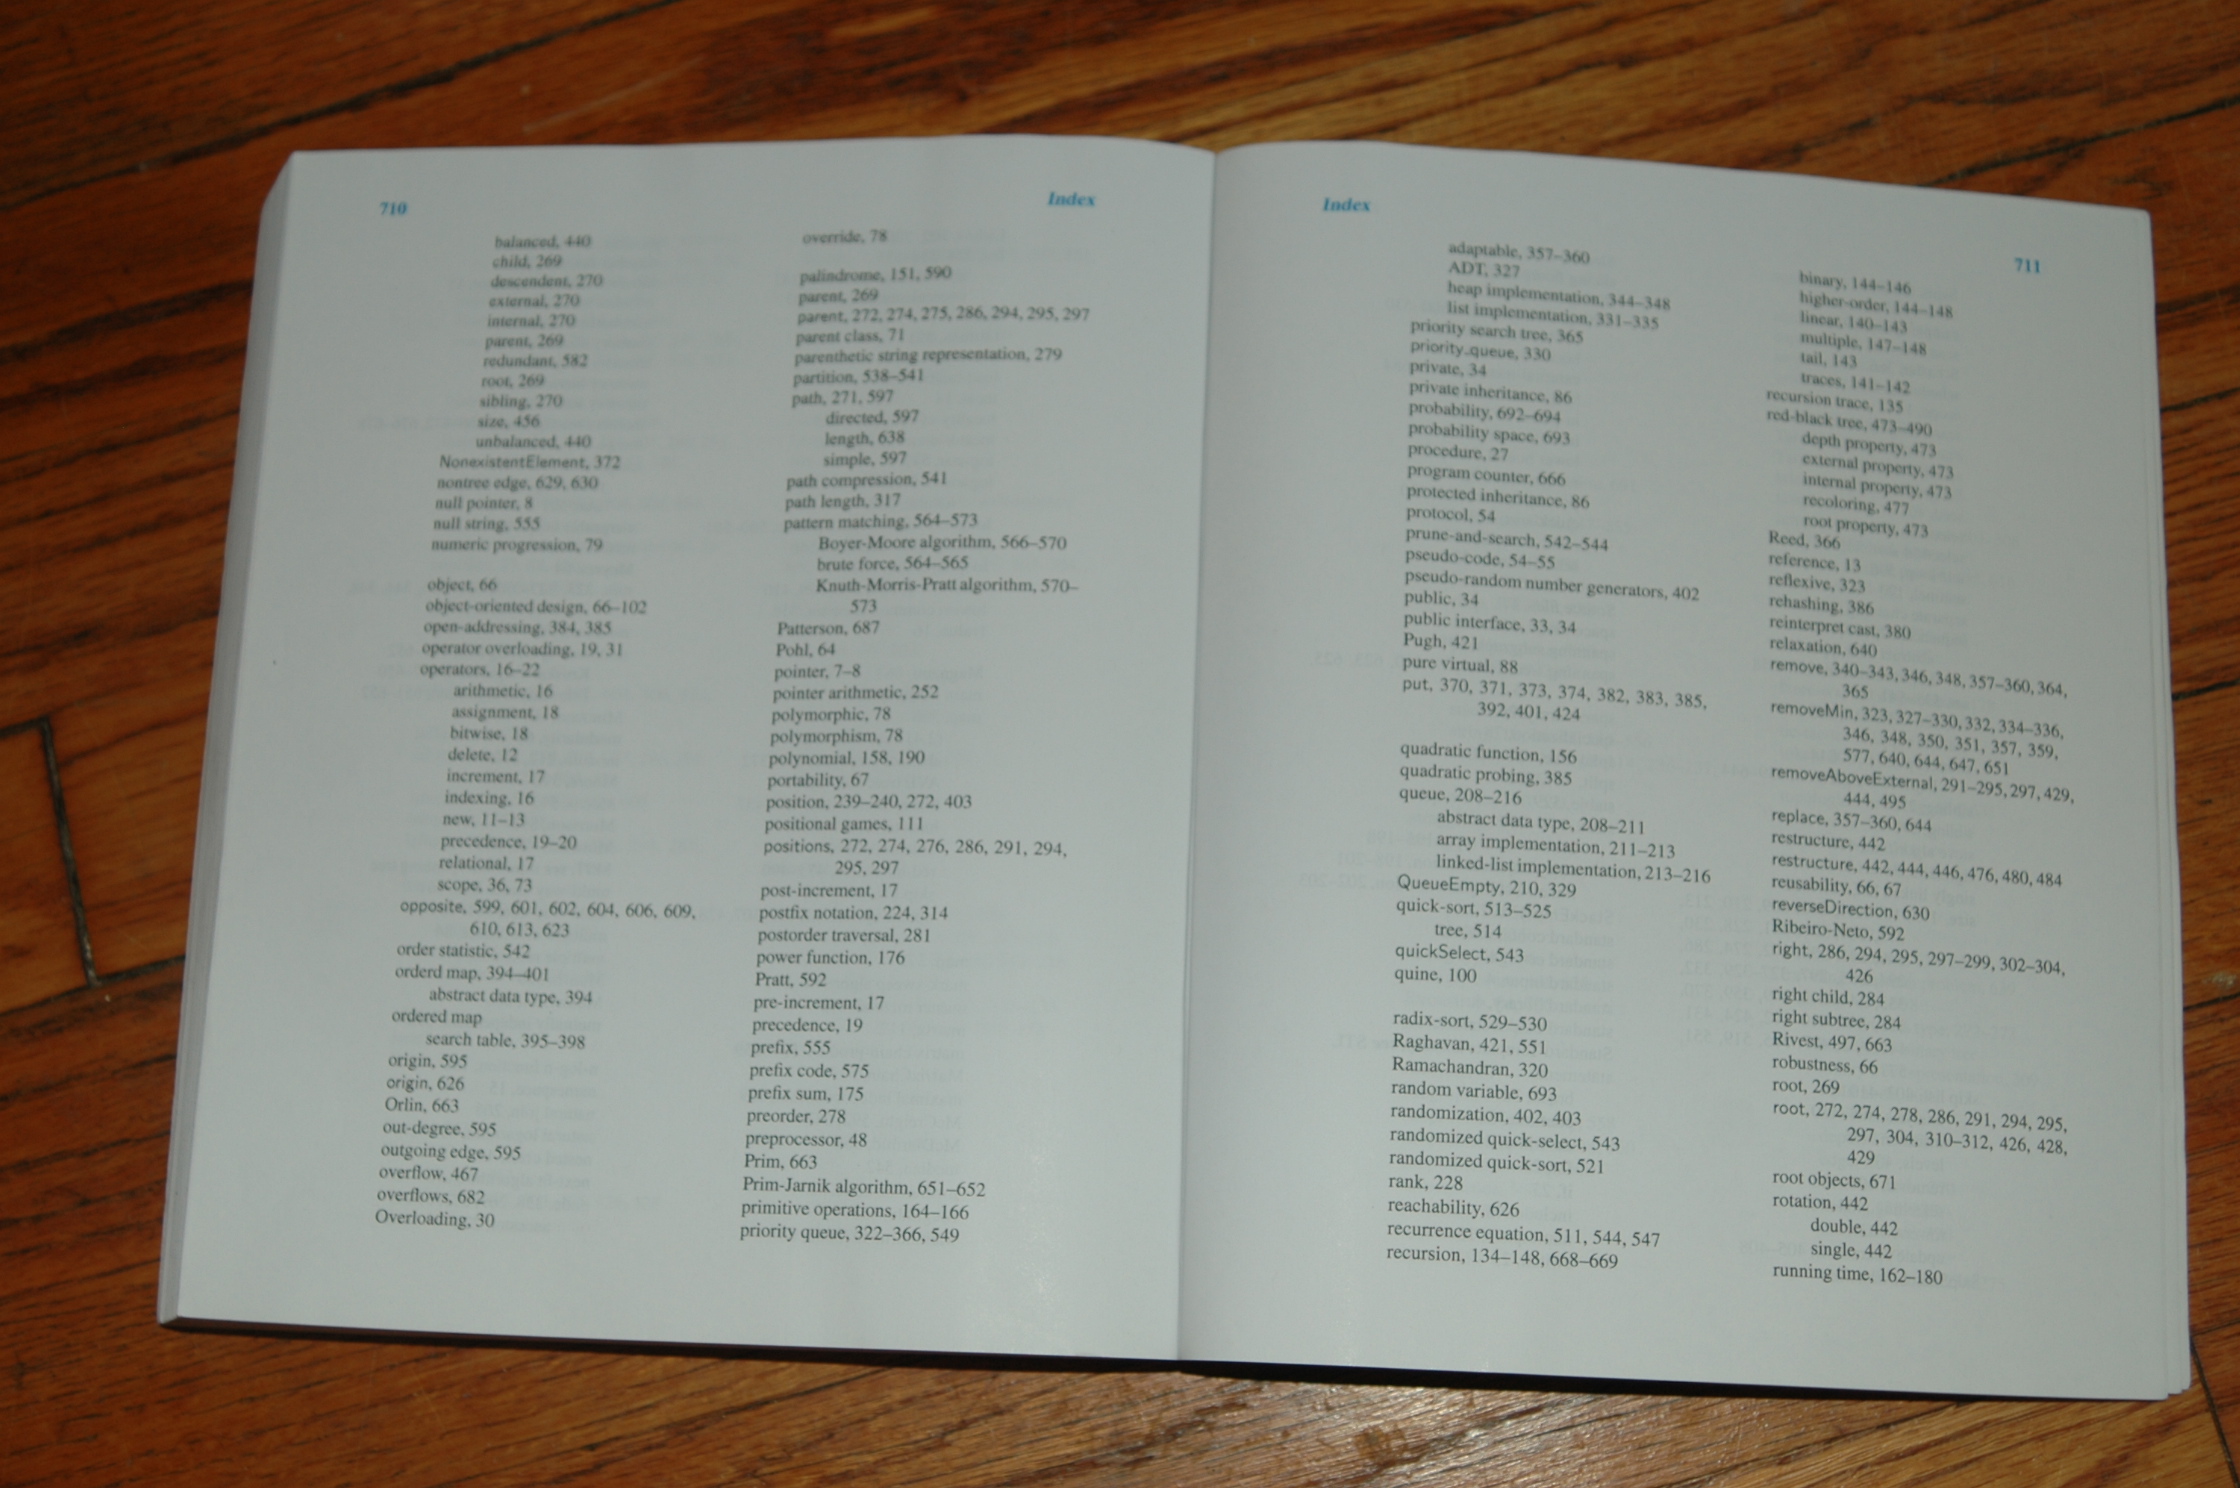 710
Index
balanced, 440
child, 269
descendent, 270
external, 270
internal, 270
parent, 269
redundant, 582
root, 269
sibling, 270
size, 456
unbalanced, 440
NonexistentElement, 372
nontree edge, 629, 630
null pointer, 8
null string, 555
numeric progression, 79
object, 66
object-oriented design, 66–102
open-addressing, 384, 385
operator overloading, 19, 31
operators, 16–22
arithmetic, 16
assignment, 18
bitwise, 18
delete, 12
increment, 17
indexing, 16
new, 11–13
precedence, 19–20
relational, 17
scope, 36, 73
opposite, 599, 601, 602, 604, 606, 609,
610, 613, 623
order statistic, 542
orderd map, 394–401
abstract data type, 394
ordered map
search table, 395–398
origin, 595
origin, 626
Orlin, 663
out-degree, 595
outgoing edge, 595
overflow, 467
overflows, 682
Overloading, 30
override, 78
palindrome, 151, 590
parent, 269
parent, 272, 274, 275, 286, 294, 295, 297
parent class, 71
parenthetic string representation, 279
partition, 538–541
path, 271, 597
directed, 597
length, 638
simple, 597
path compression, 541
path length, 317
pattern matching, 564–573
Boyer-Moore algorithm, 566–570
brute force, 564–565
Knuth-Morris-Pratt algorithm, 570–
573
Patterson, 687
Pohl, 64
pointer, 7–8
pointer arithmetic, 252
polymorphic, 78
polymorphism, 78
polynomial, 158, 190
portability, 67
position, 239–240, 272, 403
positional games, 111
positions, 272, 274, 276, 286, 291, 294,
295, 297
post-increment, 17
postfix notation, 224, 314
postorder traversal, 281
power function, 176
Pratt, 592
pre-increment, 17
precedence, 19
prefix, 555
prefix code, 575
prefix sum, 175
preorder, 278
preprocessor, 48
Prim, 663
Prim-Jarnik algorithm, 651–652
primitive operations, 164–166
priority queue, 322–366, 549
Index
711
adaptable, 357–360
ADT, 327
heap implementation, 344–348
list implementation, 331–335
priority search tree, 365
priority_queue, 330
private, 34
private inheritance, 86
probability, 692–694
probability space, 693
procedure, 27
program counter, 666
protected inheritance, 86
protocol, 54
prune-and-search, 542–544
pseudo-code, 54–55
pseudo-random number generators, 402
public, 34
public interface, 33, 34
Pugh, 421
pure virtual, 88
put, 370, 371, 373, 374, 382, 383, 385,
392, 401, 424
quadratic function, 156
quadratic probing, 385
queue, 208–216
abstract data type, 208–211
array implementation, 211–213
linked-list implementation, 213–216
QueueEmpty, 210, 329
quick-sort, 513–525
tree, 514
quickSelect, 543
quine, 100
radix-sort, 529–530
Raghavan, 421, 551
Ramachandran, 320
random variable, 693
randomization, 402, 403
randomized quick-select, 543
randomized quick-sort, 521
rank, 228
reachability, 626
recurrence equation, 511, 544, 547
recursion, 134–148, 668–669
binary, 144–146
higher-order, 144–148
linear, 140–143
multiple, 147–148
tail, 143
traces, 141–142
recursion trace, 135
red-black tree, 473–490
depth property, 473
external property, 473
internal property, 473
recoloring, 477
root property, 473
Reed, 366
reference, 13
reflexive, 323
rehashing, 386
reinterpret cast, 380
relaxation, 640
remove, 340–343, 346, 348, 357–360, 364,
365
removeMin, 323, 327–330, 332, 334–336,
346, 348, 350, 351, 357, 359,
577, 640, 644, 647, 651
removeAboveExternal, 291–295, 297, 429,
444, 495
replace, 357–360, 644
restructure, 442
restructure, 442, 444, 446, 476, 480, 484
reusability, 66, 67
reverseDirection, 630
Ribeiro-Neto, 592
right, 286, 294, 295, 297–299, 302–304,
426
right child, 284
right subtree, 284
Rivest, 497, 663
robustness, 66
root, 269
root, 272, 274, 278, 286, 291, 294, 295,
297, 304, 310–312, 426, 428,
429
root objects, 671
rotation, 442
double, 442
single, 442
running time, 162–180